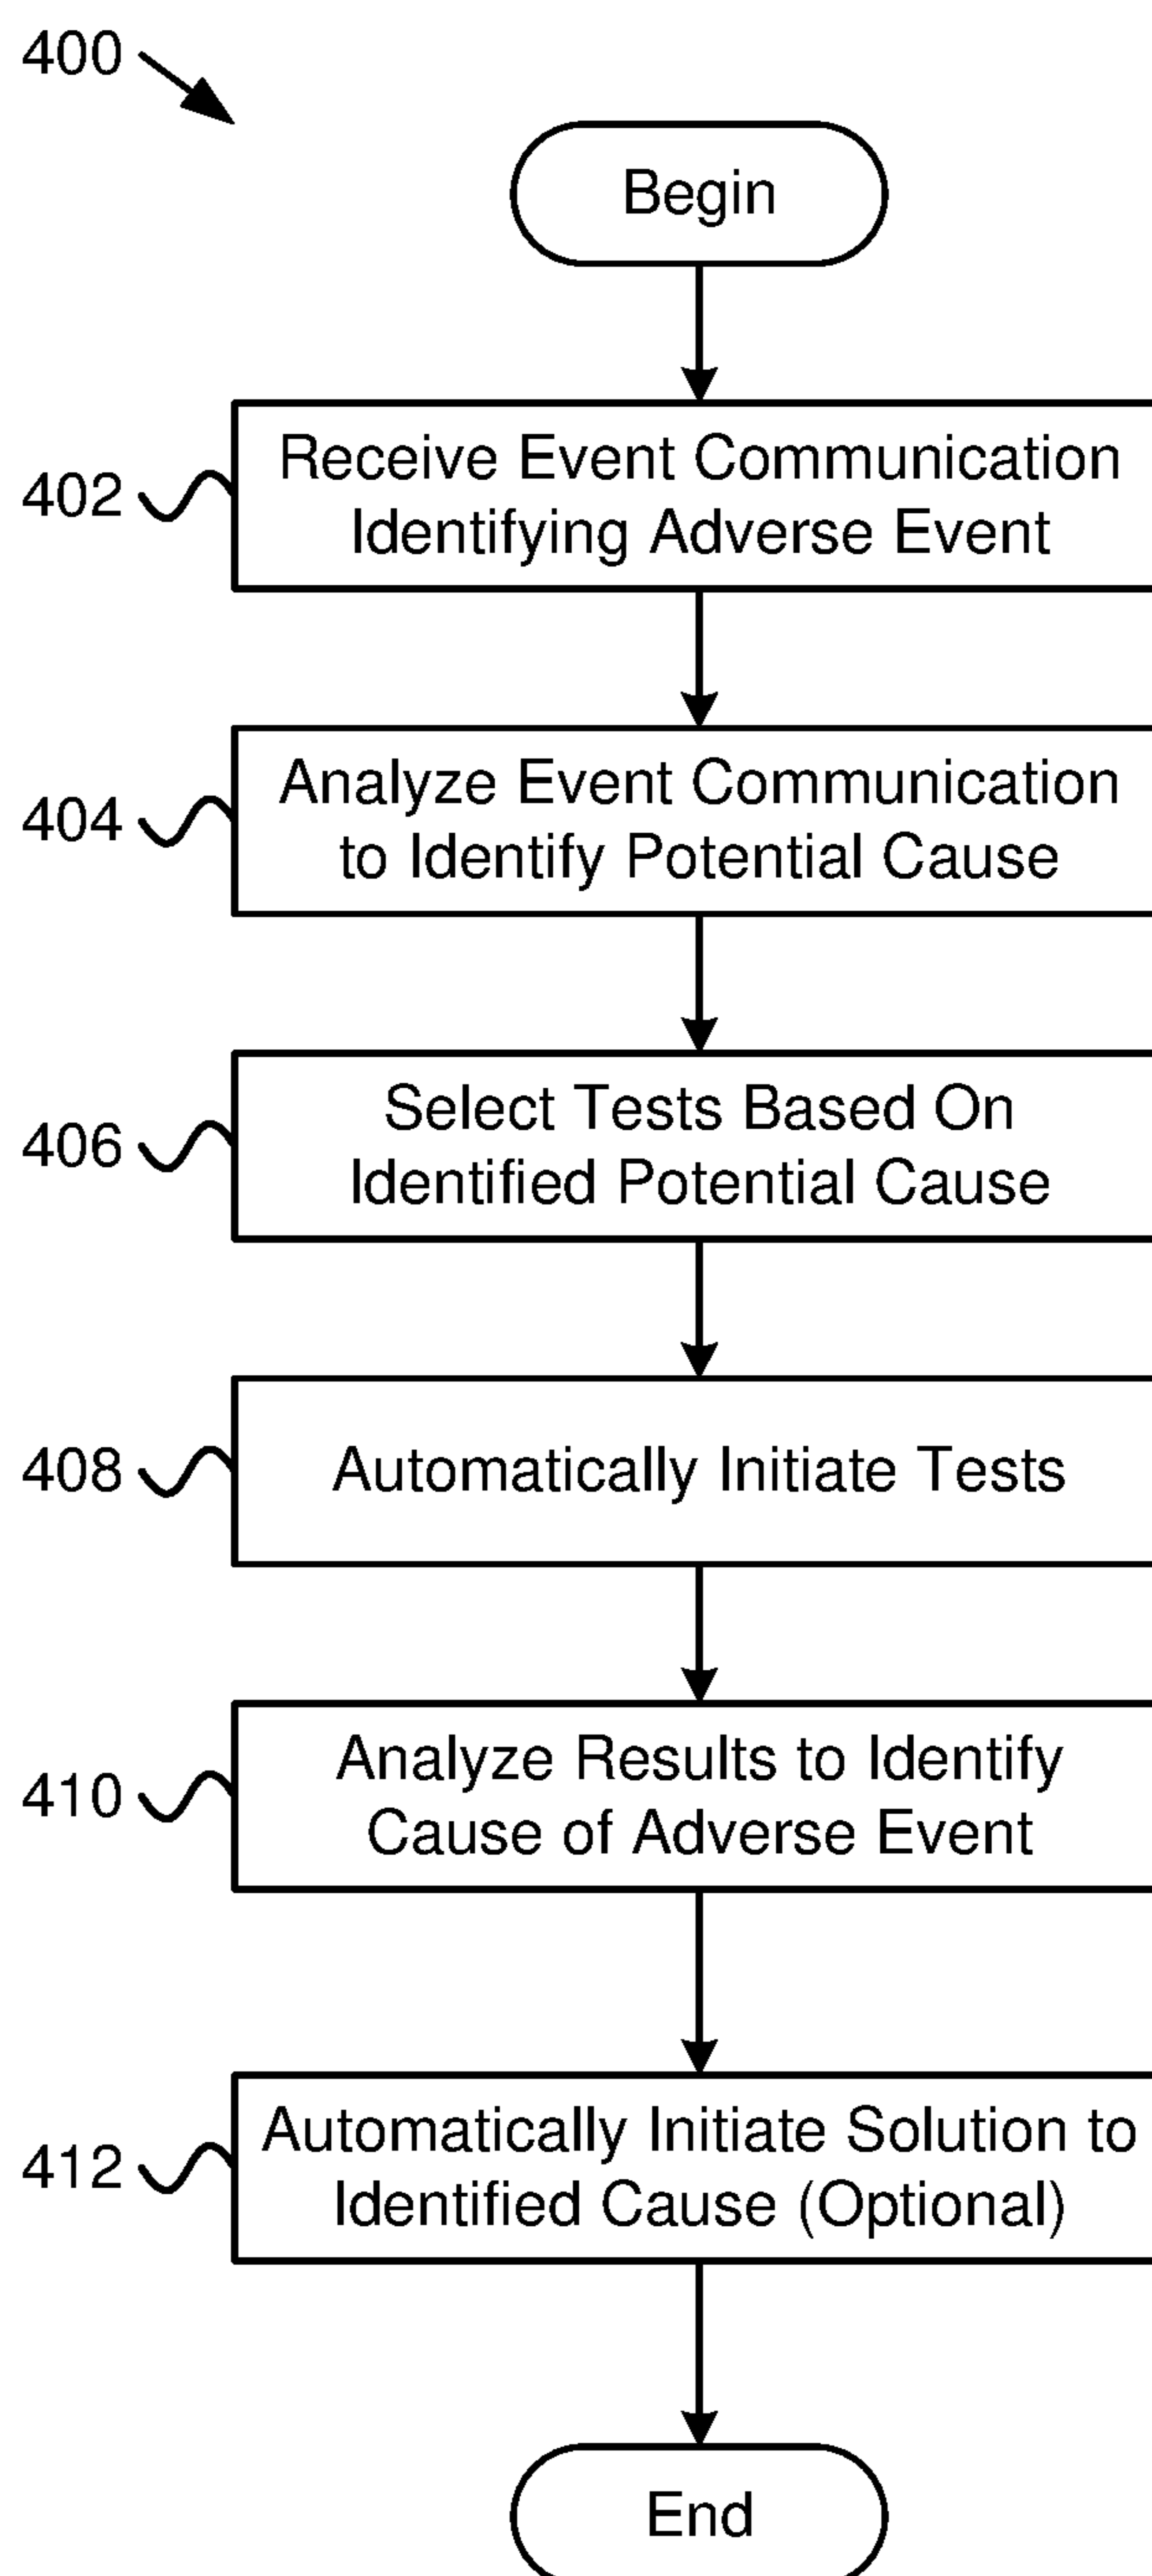 400
Begin
402
Receive Event Communication
Identifying Adverse Event
404
Analyze Event Communication
to Identify Potential Cause
406
Select Tests Based On
Identified Potential Cause
408
Automatically Initiate Tests
410
Analyze Results to Identify
Cause of Adverse Event
412
Automatically Initiate Solution to
Identified Cause (Optional)
End